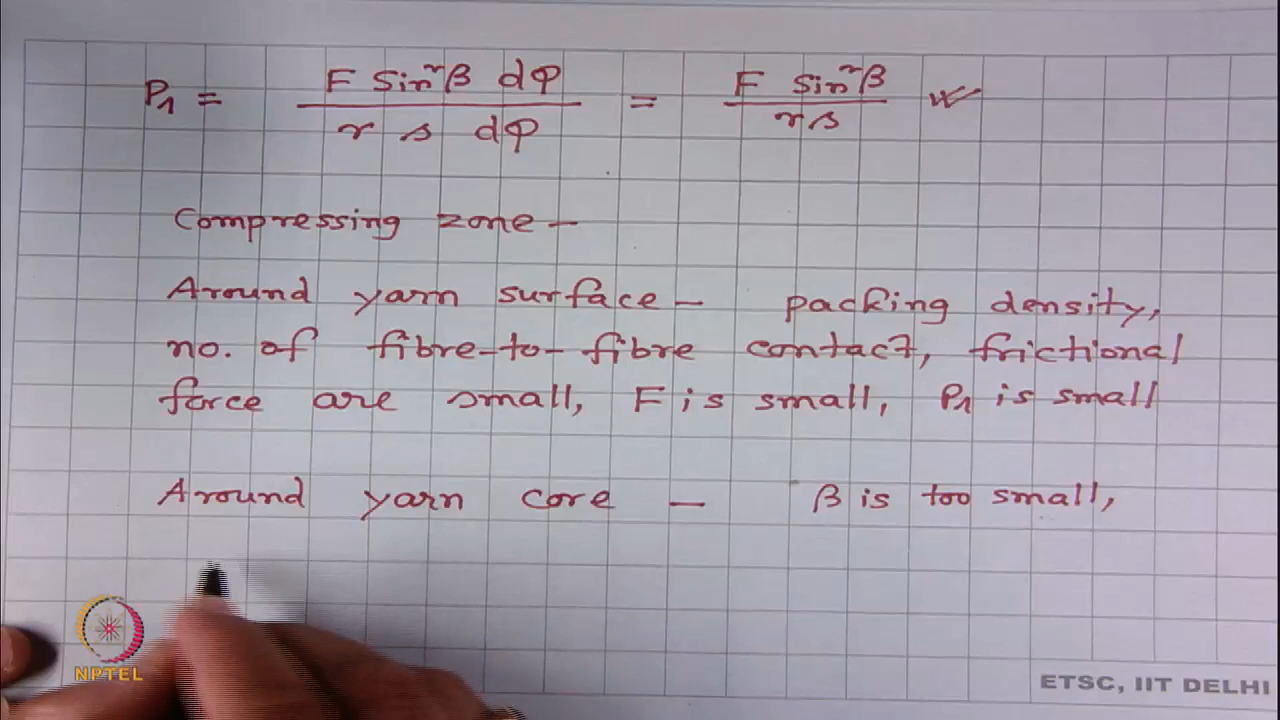 P₁ = F Sin²β dφ / r s dφ = F Sin²β / r s
Compressing zone –
Around yarn surface – packing density,
no. of fibre-to-fibre contact, frictional
force are small, F is small, P₁ is small
Around yarn core – β is too small,
NPTEL
ETSC, IIT DELHI